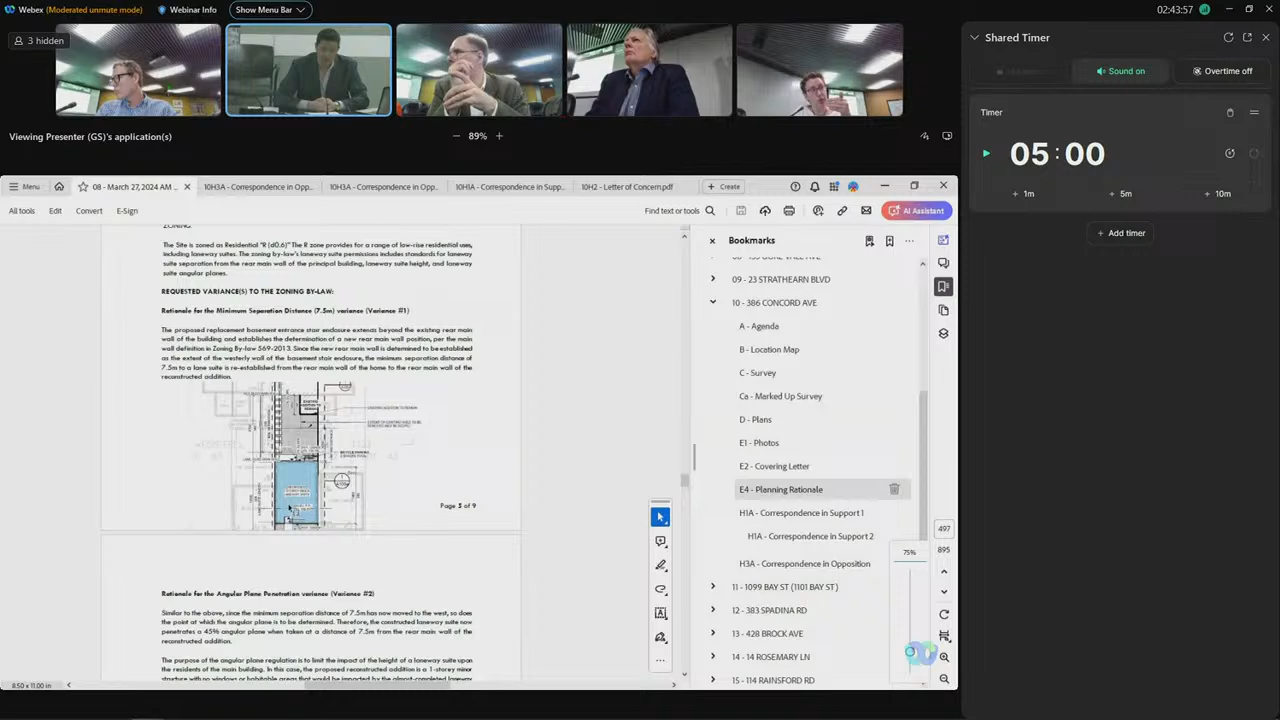 Webex (Moderated unmute mode)
Webinar Info
Show Menu Bar
02:43:57
3 hidden
Viewing Presenter (GS)'s application(s)
89%
Shared Timer
Sound on
Overtime off
Timer
05:00
1m
5m
10m
Add timer
Menu
08 - March 27, 2024 AM ...
10H3A - Correspondence in Opp...
10H3A - Correspondence in Opp...
10H1A - Correspondence in Supp...
10H2 - Letter of Concern.pdf
Create
All tools
Edit
Convert
E-Sign
Find text or tools
AI Assistant
ZONING
The Site is zoned as Residential "R (d0.6)" The R zone provides for a range of low-rise residential uses,
including laneway suites. The zoning by-law's laneway suite permissions includes standards for laneway
suite separation from the rear main wall of the principal building, laneway suite height, and laneway
suite angular planes.
REQUESTED VARIANCE(S) TO THE ZONING BY-LAW:
Rationale for the Minimum Separation Distance (7.5m) variance (Variance #1)
The proposed replacement basement entrance stair enclosure extends beyond the existing rear main
wall of the building and establishes the determination of a new rear main wall position, per the main
wall definition in Zoning By-law 569-2013. Since the new rear main wall is determined to be established
as the extent of the westerly wall of the basement stair enclosure, the minimum separation distance of
7.5m to a lane suite is re-established from the rear main wall of the home to the rear main wall of the
reconstructed addition.
Page 5 of 9
Rationale for the Angular Plane Penetration variance (Variance #2)
Similar to the above, since the minimum separation distance of 7.5m has now moved to the west, so does
the point at which the angular plane is to be determined. Therefore, the constructed laneway suite now
penetrates a 45% angular plane when taken at a distance of 7.5m from the rear main wall of the
reconstructed addition.
The purpose of the angular plane regulation is to limit the impact of the height of a laneway suite upon
the residents of the main building. In this case, the proposed reconstructed addition is a 1-storey minor
structure with no windows or habitable areas that would be impacted by the almost-completed laneway
8.50 x 11.00 in
Bookmarks
09 - 23 STRATHEARN BLVD
10 - 386 CONCORD AVE
A - Agenda
B - Location Map
C - Survey
Ca - Marked Up Survey
D - Plans
E1 - Photos
E2 - Covering Letter
E4 - Planning Rationale
H1A - Correspondence in Support 1
H1A - Correspondence in Support 2
H3A - Correspondence in Opposition
11 - 1099 BAY ST (1101 BAY ST)
12 - 383 SPADINA RD
13 - 428 BROCK AVE
14 - 14 ROSEMARY LN
15 - 114 RAINSFORD RD
497
895
75%